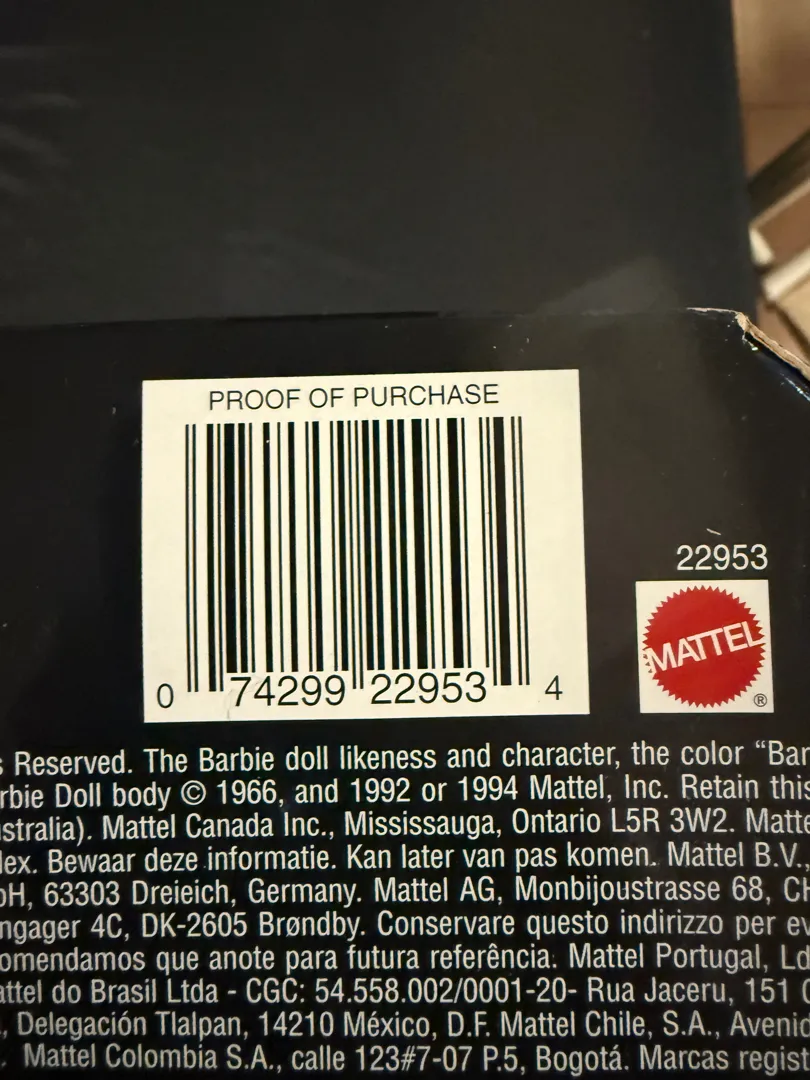 PROOF OF PURCHASE
0 74299 22953 4
22953
MATTEL
®
Reserved. The Barbie doll likeness and character, the color “Bar
rbie Doll body © 1966, and 1992 or 1994 Mattel, Inc. Retain this
stralia). Mattel Canada Inc., Mississauga, Ontario L5R 3W2. Matte
lex. Bewaar deze informatie. Kan later van pas komen. Mattel B.V.,
bH, 63303 Dreieich, Germany. Mattel AG, Monbijoustrasse 68, CH
ngager 4C, DK-2605 Brøndby. Conservare questo indirizzo per ev
omendamos que anote para futura referência. Mattel Portugal, Ld
attel do Brasil Ltda - CGC: 54.558.002/0001-20- Rua Jaceru, 151
, Delegación Tlalpan, 14210 México, D.F. Mattel Chile, S.A., Avenid
. Mattel Colombia S.A., calle 123#7-07 P.5, Bogotá. Marcas regist